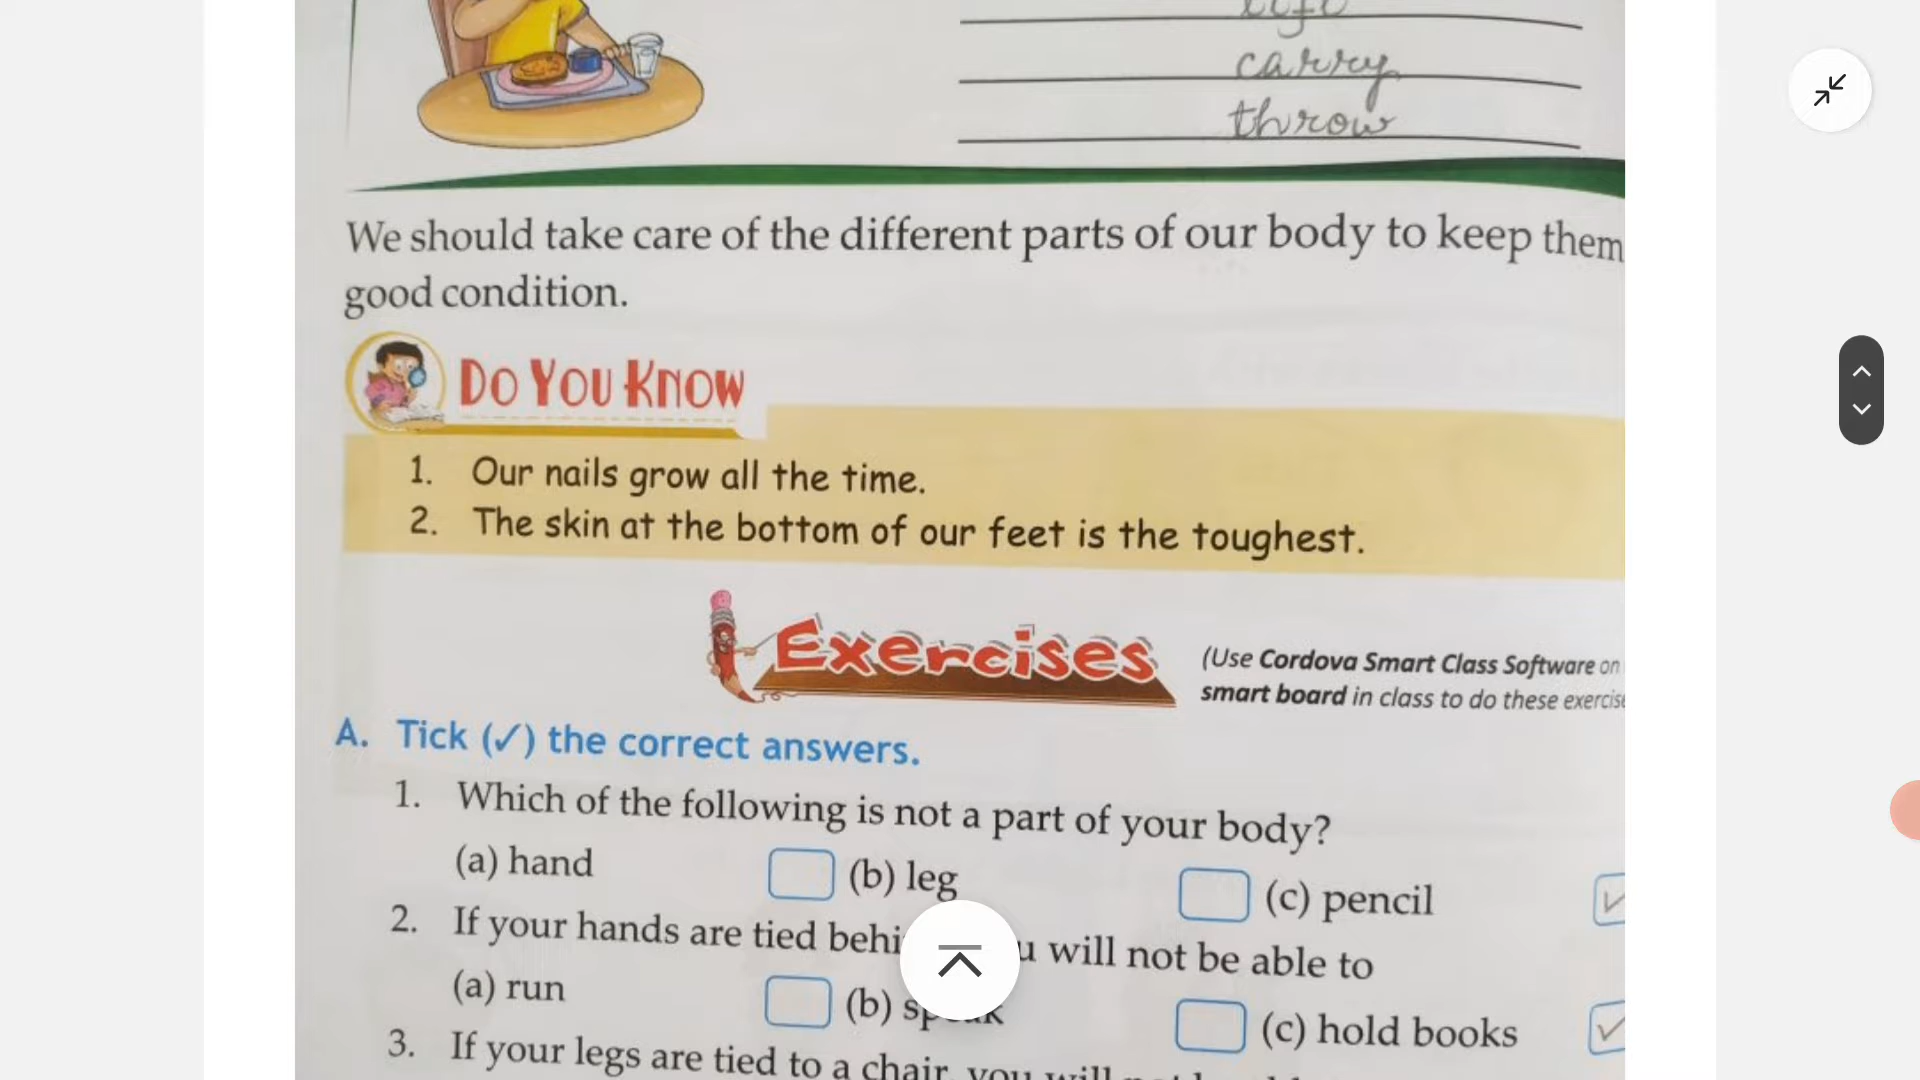 carry
throw
We should take care of the different parts of our body to keep them
good condition.
Do You Know
1. Our nails grow all the time.
2. The skin at the bottom of our feet is the toughest.
Exercises
(Use Cordova Smart Class Software on
smart board in class to do these
A. Tick (✓) the correct answers.
1. Which of the following is not a part of your body?
(a) hand (b) leg (c) pencil ✓
2. If your hands are tied will not be able to
(a) run (b) (c) hold books ✓
3. If your legs are tied to a chair, you will